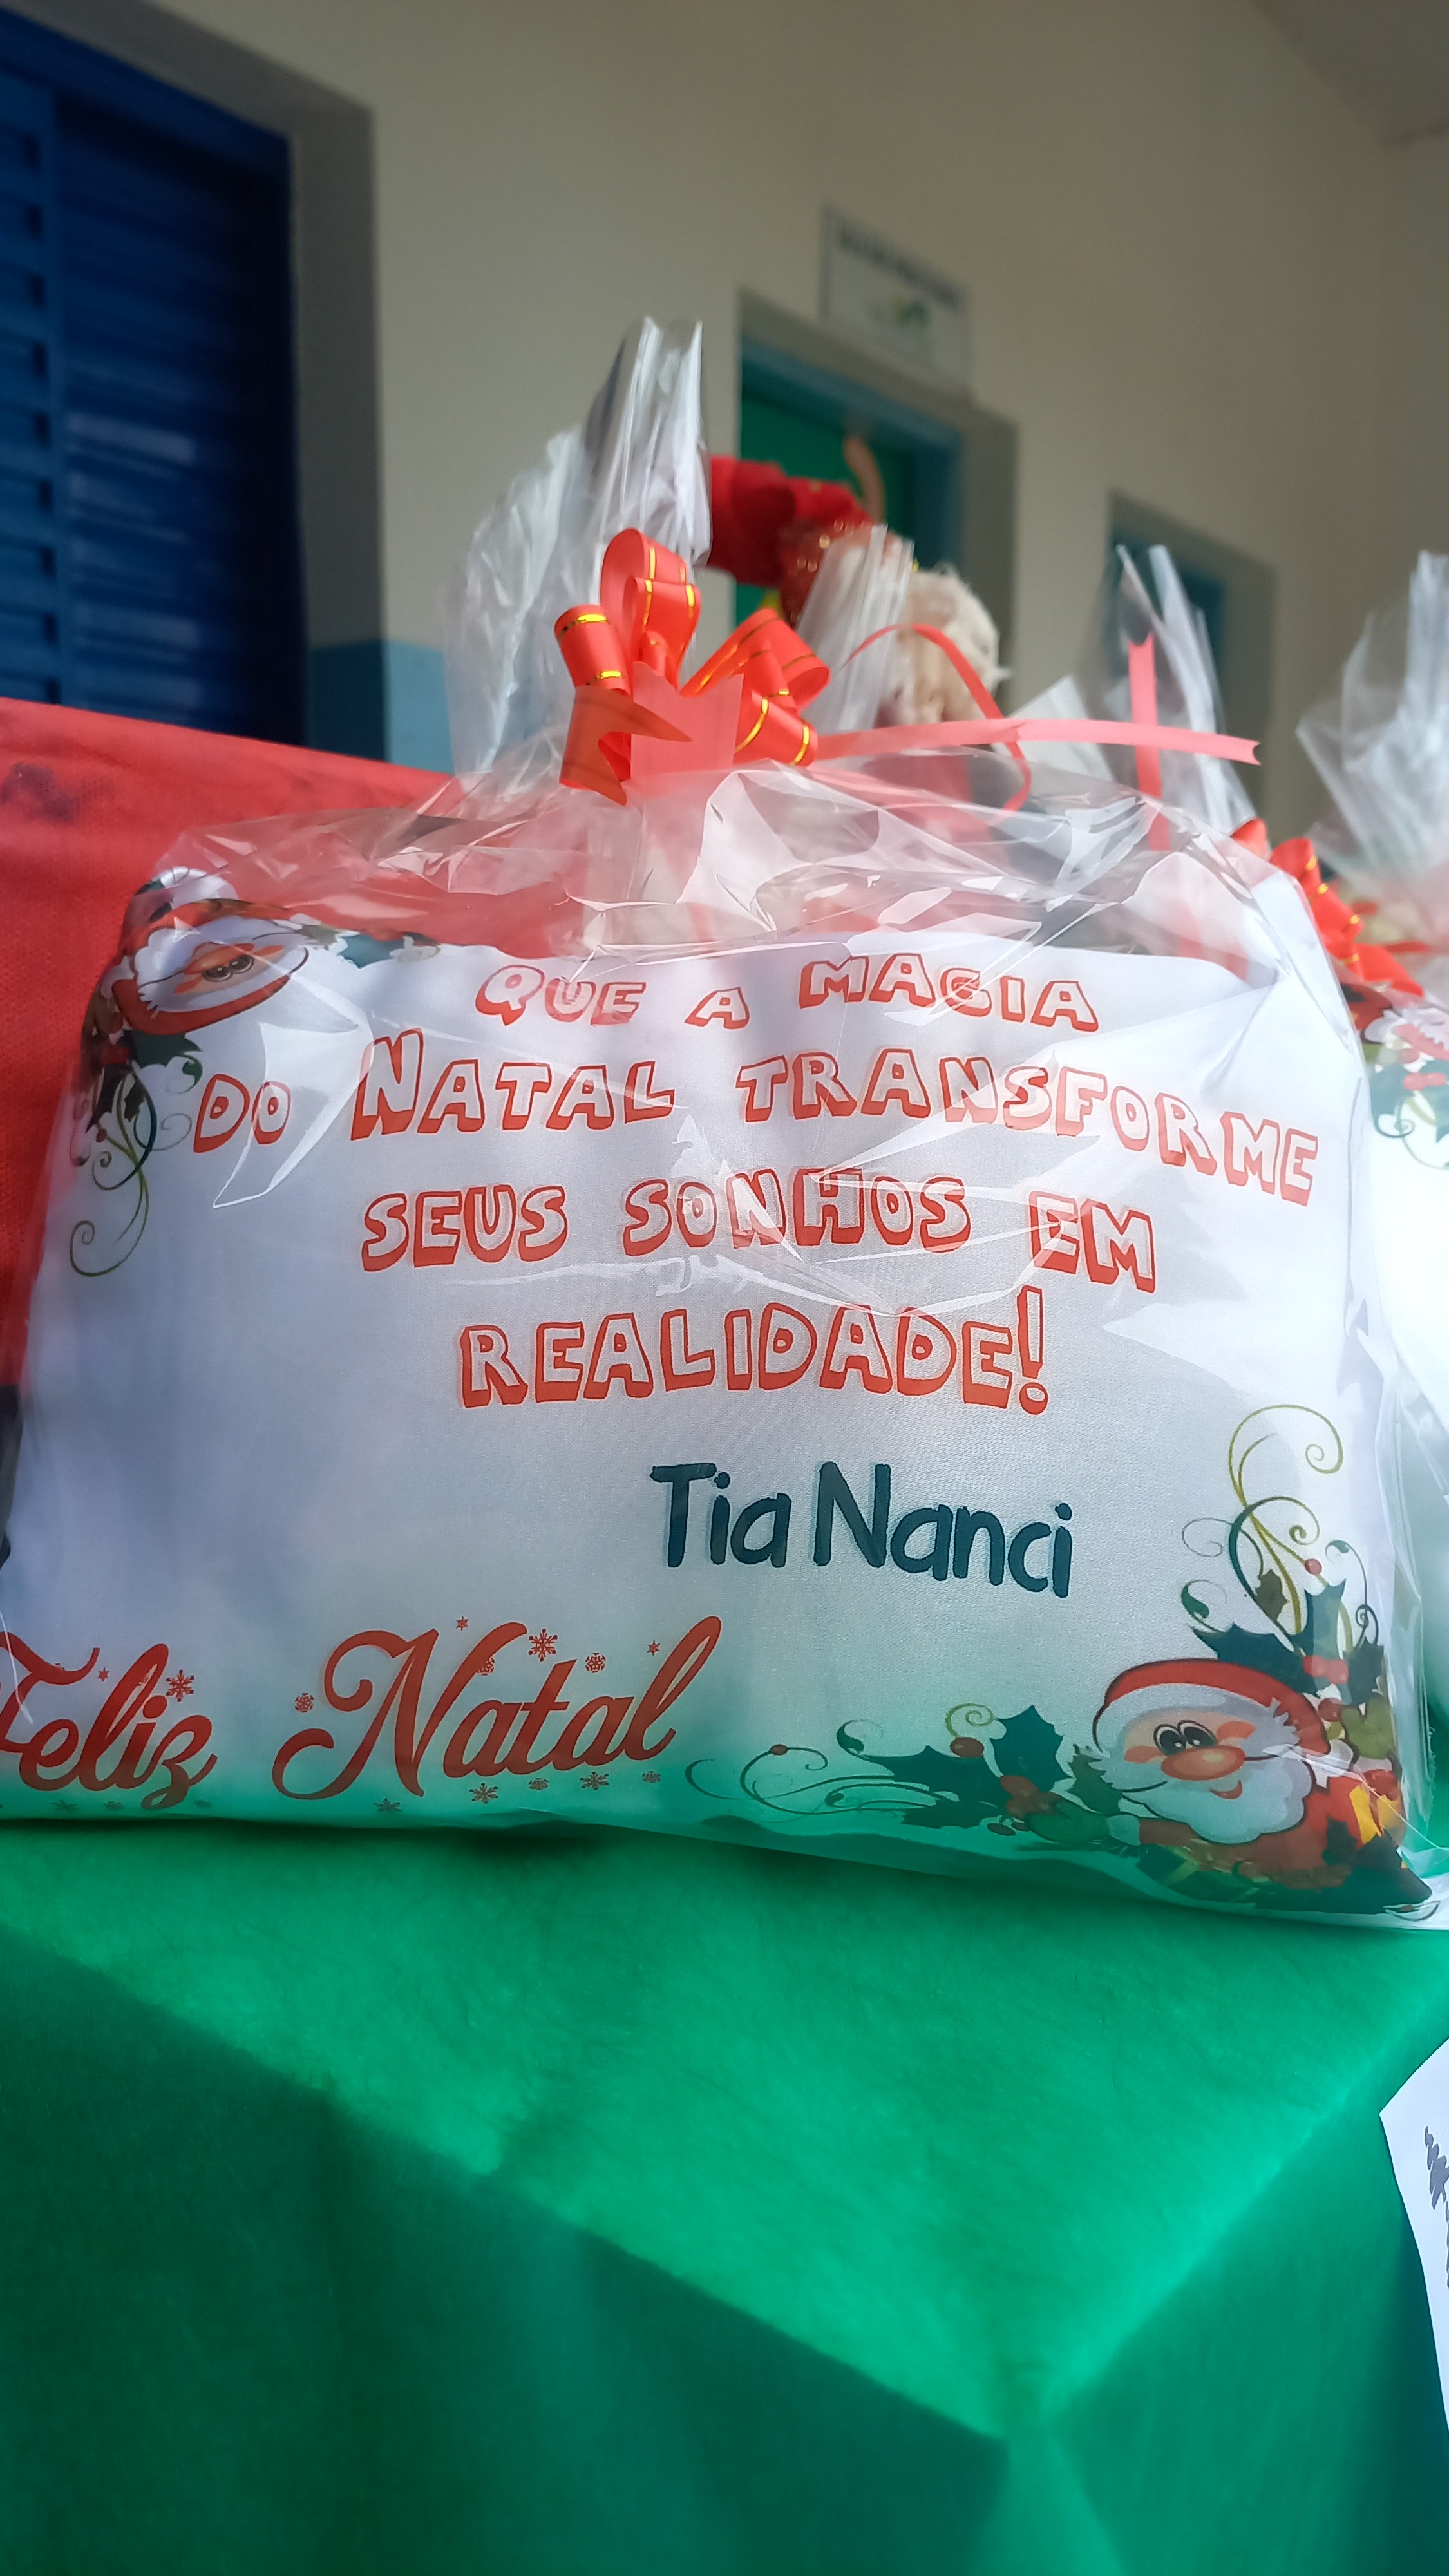 QUE A MAGIA
DO NATAL TRANSFORME
SEUS SONHOS EM
REALIDADE!
Tia Nanci
Feliz Natal